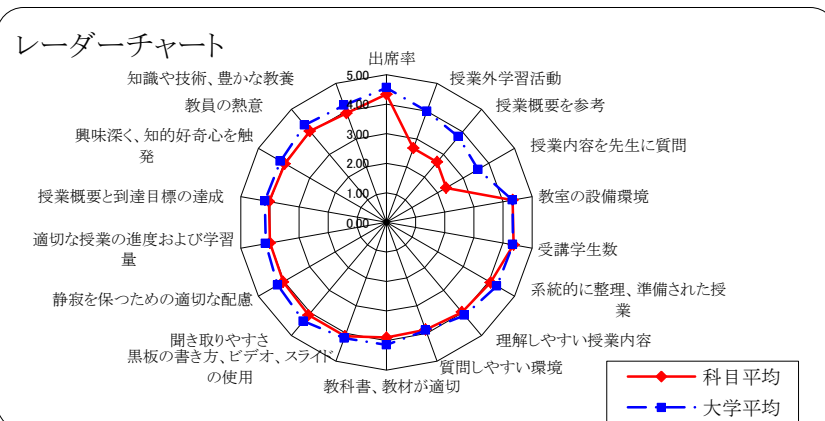 レーダーチャート
出席率
授業外学習活動
授業概要を参考
授業内容を先生に質問
教室の設備環境
受講学生数
系統的に整理、準備された授
業
理解しやすい授業内容
質問しやすい環境
教科書、教材が適切
黒板の書き方、ビデオ、スライド
の使用
聞き取りやすさ
静寂を保つための適切な配慮
適切な授業の進度および学習
量
授業概要と到達目標の達成
興味深く、知的好奇心を触
発
教員の熱意
知識や技術、豊かな教養
5.00
4.00
3.00
2.00
1.00
0.00
科目平均
大学平均